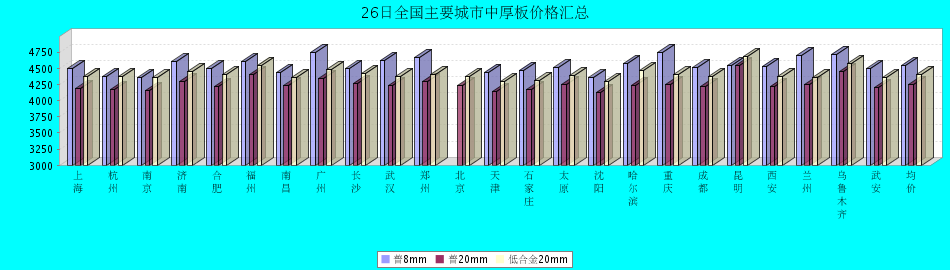 26日全国主要城市中厚板价格汇总
4750
4500
4250
4000
3750
3500
3250
3000
上海
杭州
南京
济南
合肥
福州
南昌
广州
长沙
武汉
郑州
北京
天津
石家庄
太原
沈阳
哈尔滨
重庆
成都
昆明
西安
兰州
乌鲁木齐
武安
均价
普8mm 普20mm 低合金20mm